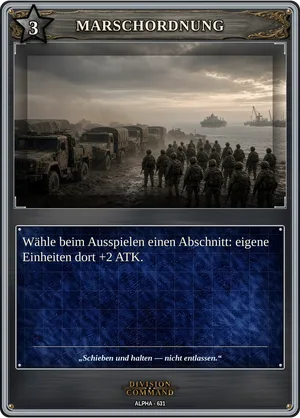 3
MARSCHORDNUNG
Wähle beim Ausspielen einen Abschnitt: eigene
Einheiten dort +2 ATK.
„Schieben und halten — nicht entlassen.“
DIVISION
COMMAND
ALPHA - 631